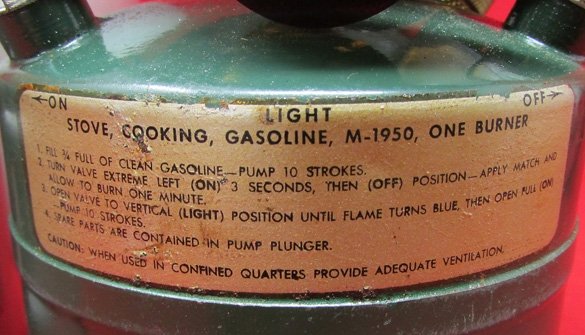 ←ON LIGHT OFF→
STOVE, COOKING, GASOLINE, M-1950, ONE BURNER
1. FILL ¾ FULL OF CLEAN GASOLINE—PUMP 10 STROKES.
2. TURN VALVE EXTREME LEFT (ON) 3 SECONDS, THEN (OFF) POSITION—APPLY MATCH AND
ALLOW TO BURN ONE MINUTE.
3. OPEN VALVE TO VERTICAL (LIGHT) POSITION UNTIL FLAME TURNS BLUE, THEN OPEN FULL (ON)
—PUMP 10 STROKES.
4. SPARE PARTS ARE CONTAINED IN PUMP PLUNGER.
CAUTION: WHEN USED IN CONFINED QUARTERS PROVIDE ADEQUATE VENTILATION.